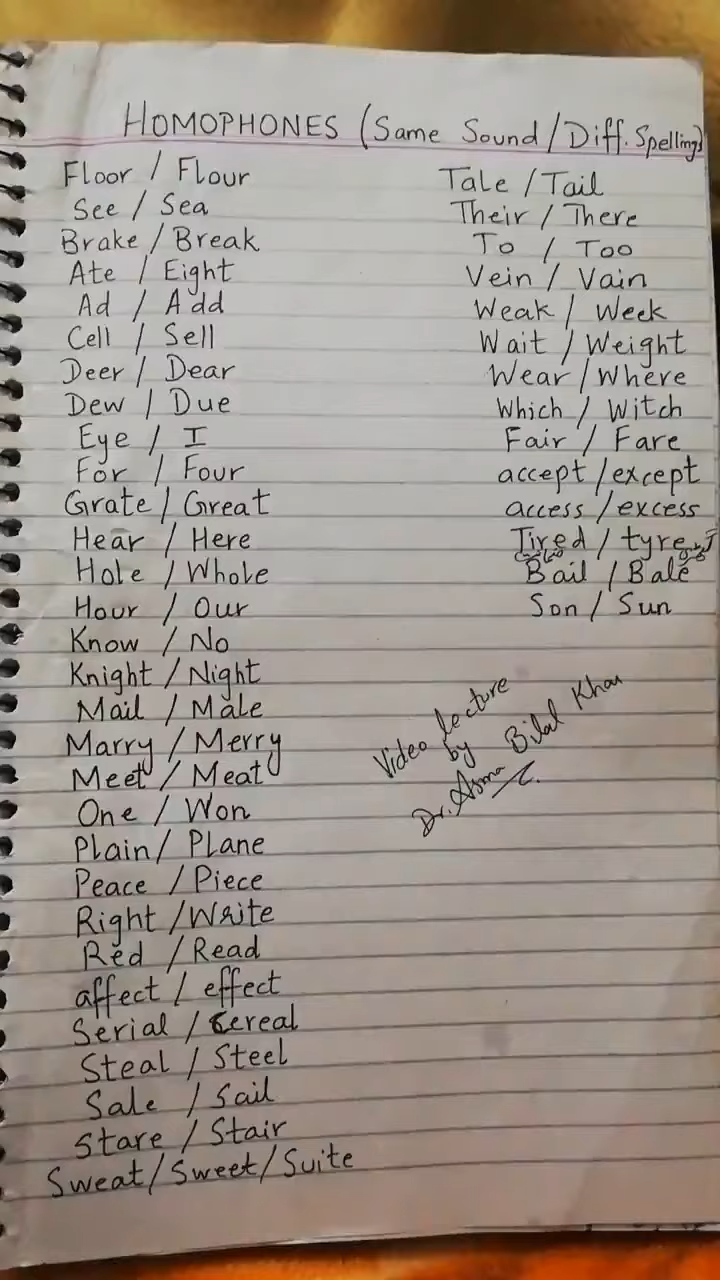 HOMOPHONES (Same Sound/Diff. Spelling)
Floor / Flour
See / Sea
Brake / Break
Ate / Eight
Ad / Add
Cell / Sell
Deer / Dear
Dew / Due
Eye / I
For / Four
Grate / Great
Hear / Here
Hole / Whole
Hour / Our
Know / No
Knight / Night
Mail / Male
Marry / Merry
Meet / Meat
One / Won
Plain / Plane
Peace / Piece
Right / Write
Red / Read
affect / effect
Serial / Cereal
Steal / Steel
Sale / Sail
Stare / Stair
Sweat/Sweet/Suite
Tale / Tail
Their / There
To / Too
Vein / Vain
Weak / Week
Wait / Weight
Wear / Where
Which / Witch
Fair / Fare
accept / except
access / excess
Tired / tyre
Bail / Bale
Son / Sun
Video lecture
by
Dr. Asma Bilal Khan